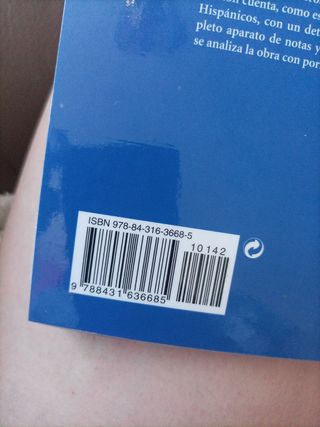 cuenta, como es
Hispánicos, con un det
pleto aparato de notas y
se analiza la obra con por
ISBN 978-84-316-3668-5
10142
9 788431 636685